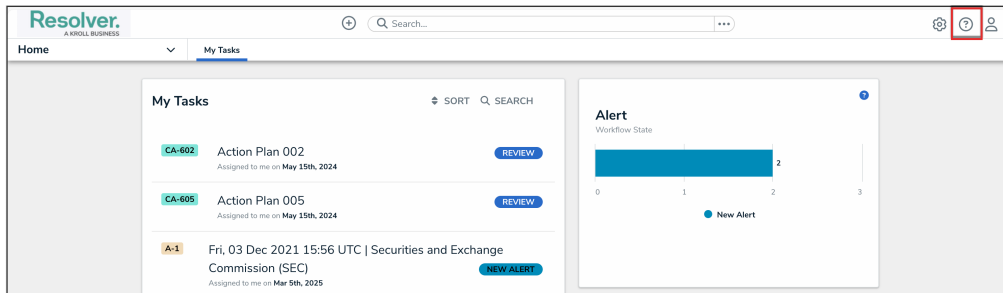 Resolver.
A KROLL BUSINESS
Search...
Home
My Tasks
My Tasks
SORT
SEARCH
CA-602
Action Plan 002
REVIEW
Assigned to me on May 15th, 2024
CA-605
Action Plan 005
REVIEW
Assigned to me on May 15th, 2024
A-1
Fri, 03 Dec 2021 15:56 UTC | Securities and Exchange
Commission (SEC)
NEW ALERT
Assigned to me on Mar 5th, 2025
Alert
Workflow State
2
0 1 2 3
New Alert